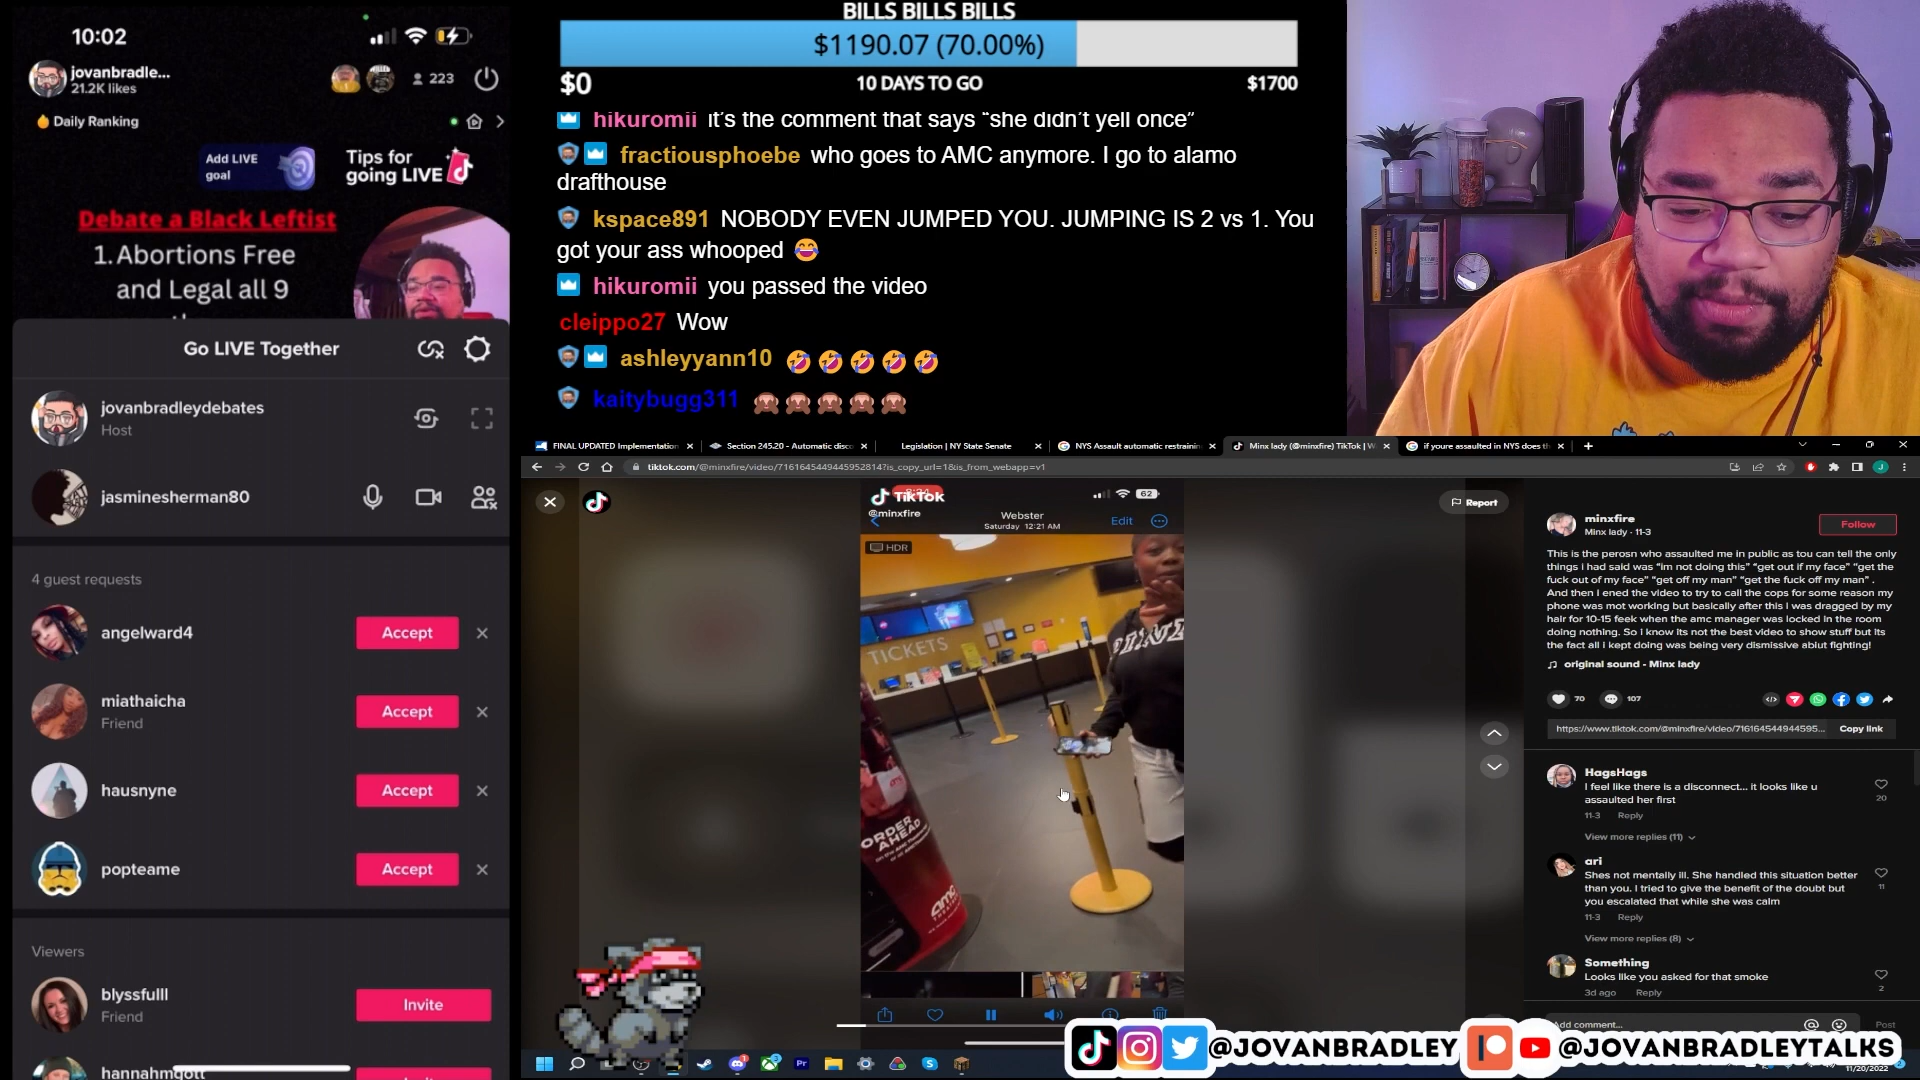 10:02
jovanbradle...
21.2K likes
223
Daily Ranking
Add LIVE
goal
Tips for
going LIVE
Debate a Black Leftist
1. Abortions Free
and Legal all 9
Go LIVE Together
jovanbradleydebates
Host
jasminesherman80
4 guest requests
angelward4
Accept
miathaicha
Friend
Accept
hausnyne
Accept
popteame
Accept
Viewers
blyssfulll
Friend
Invite
hannahmgott
BILLS BILLS BILLS
$1190.07 (70.00%)
$0
10 DAYS TO GO
$1700
hikuromii it's the comment that says “she didn't yell once”
fractiousphoebe who goes to AMC anymore. I go to alamo
drafthouse
kspace891 NOBODY EVEN JUMPED YOU. JUMPING IS 2 vs 1. You
got your ass whooped
hikuromii you passed the video
cleippo27 Wow
ashleyyann10
kaitybugg311
FINAL UPDATED Implementation
Section 245.20 - Automatic disco
Legislation | NY State Senate
NYS Assault automatic restrainin
Minx lady (@minxfire) TikTok | W
if youre assaulted in NYS does th
tiktok.com/@minxfire/video/7161645449445952814?is_copy_url=1&is_from_webapp=v1
TikTok
@minxfire
62
Webster
Saturday 12:21 AM
Edit
HDR
TICKETS
ORDER
AHEAD
amc
Report
minxfire
Minx lady · 11-3
Follow
This is the perosn who assaulted me in public as tou can tell the only
things i had said was “im not doing this” “get out if my face” “get the
fuck out of my face” “get off my man” “get the fuck off my man” .
And then I ened the video to try to call the cops for some reason my
phone was mot working but basically after this i was dragged by my
hair for 10-15 feek when the amc manager was locked in the room
doing nothing. So i know its not the best video to show stuff but its
the fact all i kept doing was being very dismissive abiut fighting!
original sound - Minx lady
70
107
https://www.tiktok.com/@minxfire/video/716164544944595...
Copy link
HagsHags
I feel like there is a disconnect... it looks like u
assaulted her first
20
11-3 Reply
View more replies (11)
ari
Shes not mentally ill. She handled this situation better
than you. I tried to give the benefit of the doubt but
you escalated that while she was calm
11
11-3 Reply
View more replies (8)
Something
Looks like you asked for that smoke
2
3d ago Reply
Add comment...
Post
@JOVANBRADLEY
@JOVANBRADLEYTALKS
11/20/2022